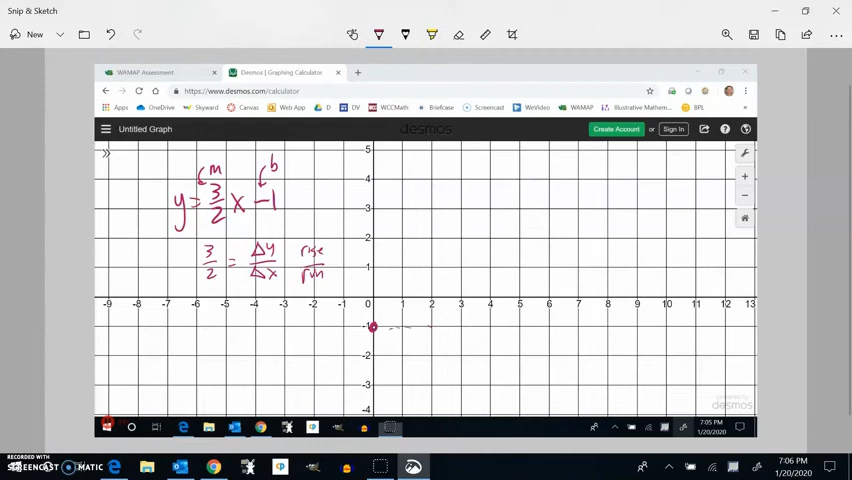 Snip & Sketch
New
WAMAP Assessment
Desmos | Graphing Calculator
https://www.desmos.com/calculator
Apps OneDrive Skyward Canvas Web App D DV WCCMath Briefcase Screencast WeVideo WAMAP Illustrative Mathem... BPL
Untitled Graph desmos Create Account or Sign In
m b
y = 3/2 x - 1
3/2 = Δy/Δx rise/run
5
4
3
2
1
-9 -8 -7 -6 -5 -4 -3 -2 -1 0 1 2 3 4 5 6 7 8 9 10 11 12 13
-1
-2
-3
-4
powered by
desmos
7:05 PM
1/20/2020
RECORDED WITH
SCREENCAST MATIC
7:06 PM
1/20/2020